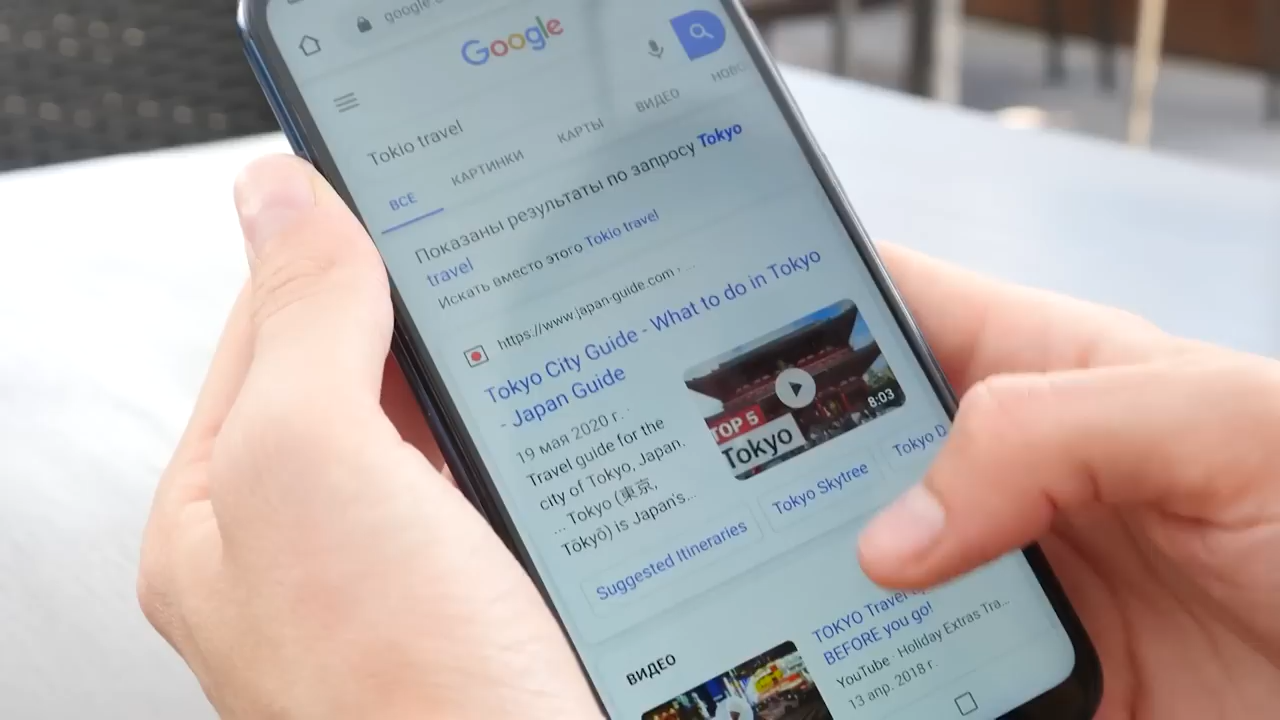 google.c
Google
Tokio travel
ВСЕ
КАРТИНКИ
КАРТЫ
ВИДЕО
НОВО
Показаны результаты по запросу Tokyo
travel
Искать вместо этого Tokio travel
https://www.japan-guide.com › ...
Tokyo City Guide - What to do in Tokyo
- Japan Guide
19 мая 2020 г. ·
Travel guide for the
city of Tokyo, Japan.
... Tokyo (東京,
Tōkyō) is Japan's...
TOP 5
Tokyo
8:03
Suggested Itineraries
Tokyo Skytree
Tokyo D
ВИДЕО
TOKYO Travel
BEFORE you go!
YouTube · Holiday Extras Tra...
13 апр. 2018 г.